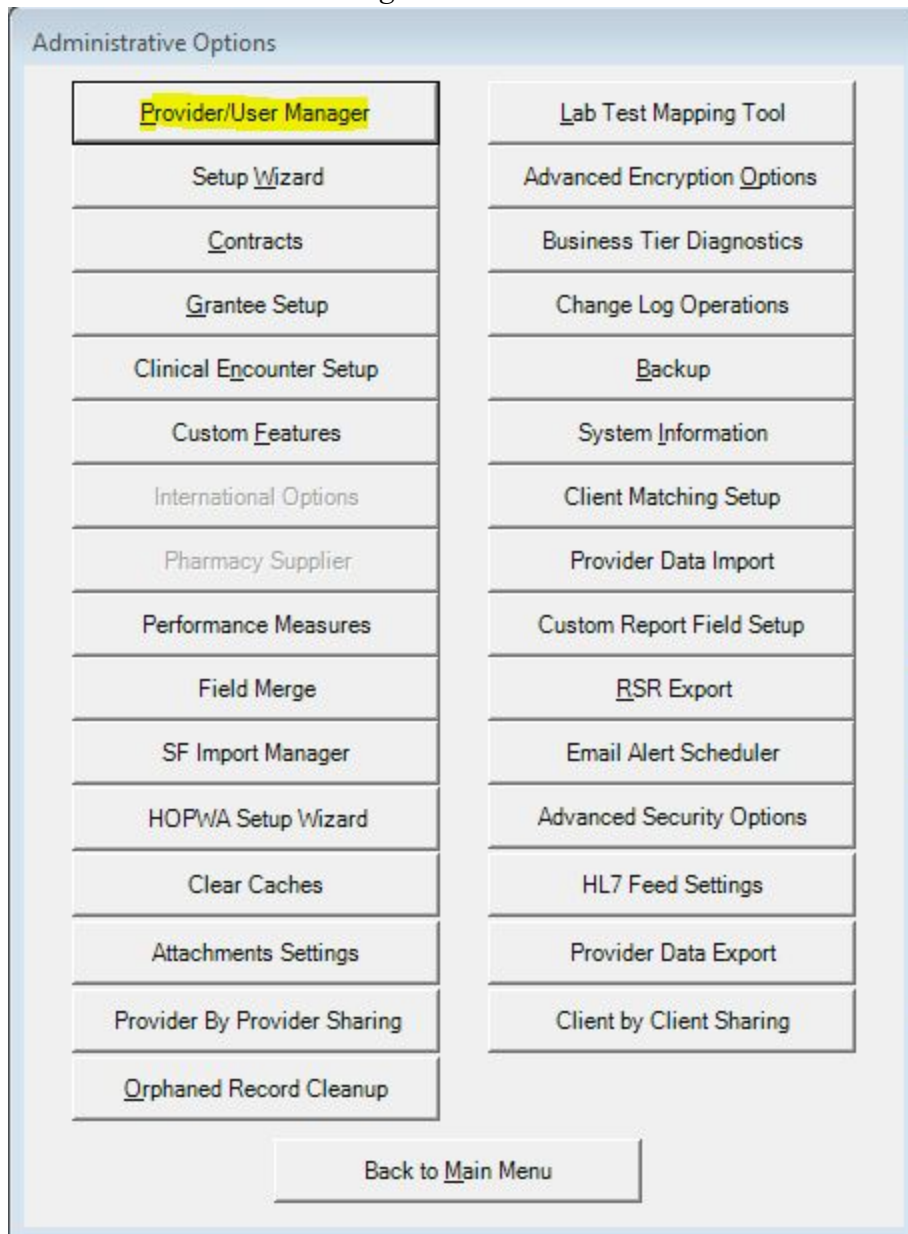 Administrative Options
Provider/User Manager
Setup Wizard
Contracts
Grantee Setup
Clinical Encounter Setup
Custom Features
International Options
Pharmacy Supplier
Performance Measures
Field Merge
SF Import Manager
HOPWA Setup Wizard
Clear Caches
Attachments Settings
Provider By Provider Sharing
Orphaned Record Cleanup
Lab Test Mapping Tool
Advanced Encryption Options
Business Tier Diagnostics
Change Log Operations
Backup
System Information
Client Matching Setup
Provider Data Import
Custom Report Field Setup
RSR Export
Email Alert Scheduler
Advanced Security Options
HL7 Feed Settings
Provider Data Export
Client by Client Sharing
Back to Main Menu